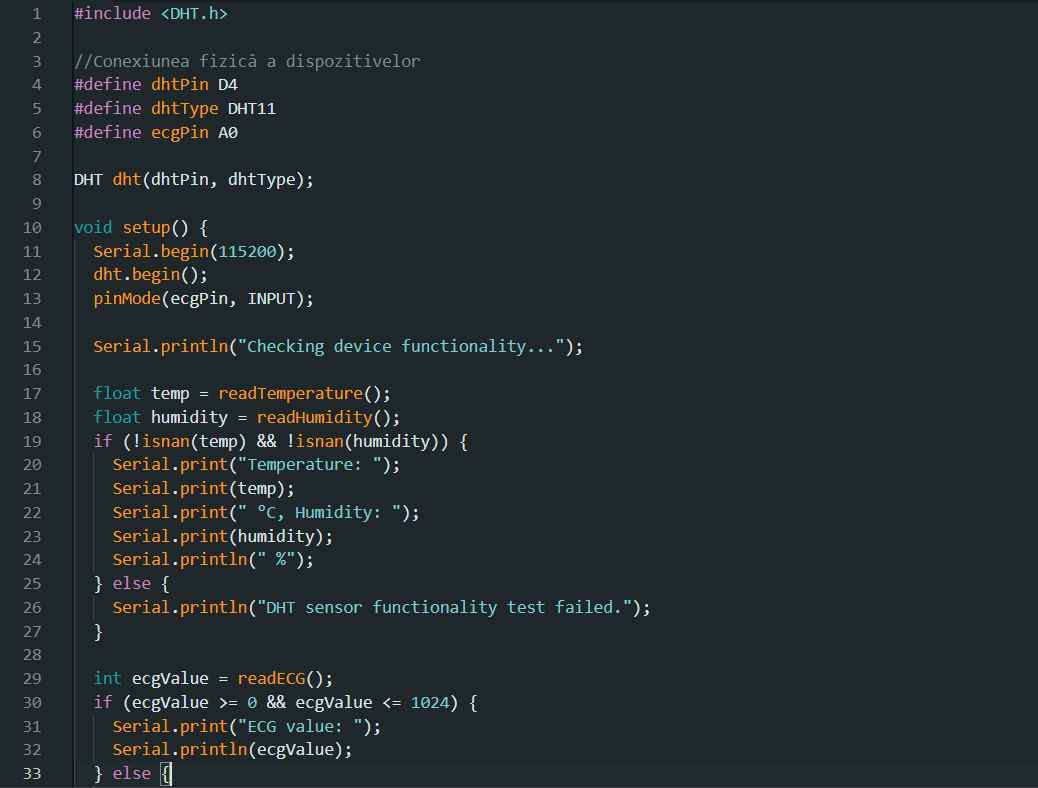 1 #include <DHT.h>
2
3 //Conexiunea fizică a dispozitivelor
4 #define dhtPin D4
5 #define dhtType DHT11
6 #define ecgPin A0
7
8 DHT dht(dhtPin, dhtType);
9
10 void setup() {
11   Serial.begin(115200);
12   dht.begin();
13   pinMode(ecgPin, INPUT);
14
15   Serial.println("Checking device functionality...");
16
17   float temp = readTemperature();
18   float humidity = readHumidity();
19   if (!isnan(temp) && !isnan(humidity)) {
20     Serial.print("Temperature: ");
21     Serial.print(temp);
22     Serial.print(" °C, Humidity: ");
23     Serial.print(humidity);
24     Serial.println(" %");
25   } else {
26     Serial.println("DHT sensor functionality test failed.");
27   }
28
29   int ecgValue = readECG();
30   if (ecgValue >= 0 && ecgValue <= 1024) {
31     Serial.print("ECG value: ");
32     Serial.println(ecgValue);
33   } else {